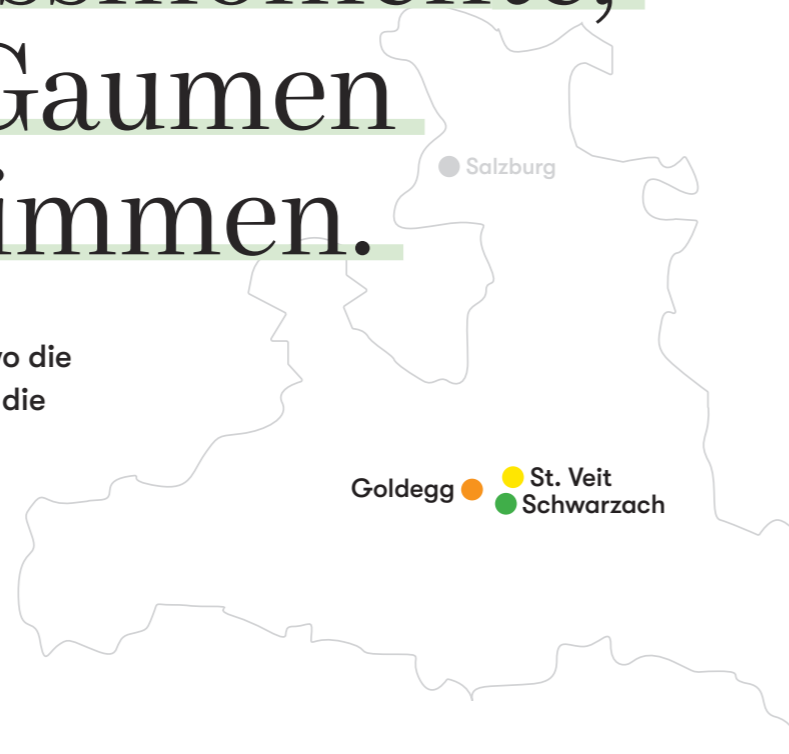 Gaumen
immen.
Salzburg
die
die
St. Veit
Goldegg
Schwarzach